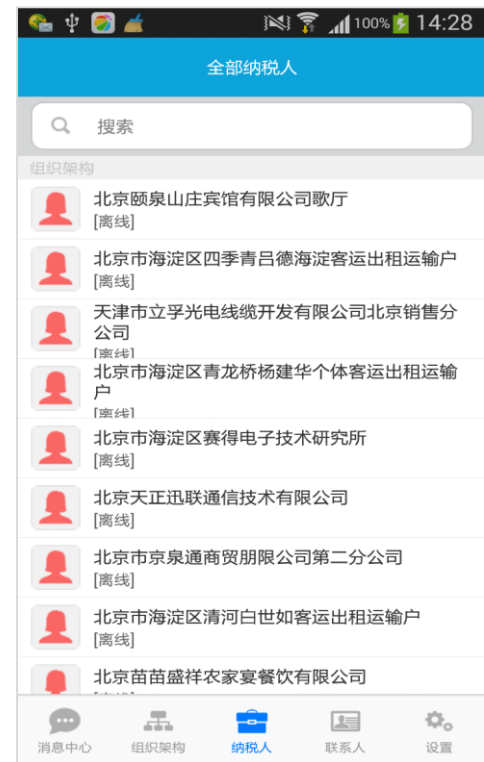 100% 14:28
全部纳税人
搜索
组织架构
北京颐泉山庄宾馆有限公司歌厅
[离线]
北京市海淀区四季青吕德海淀客运出租运输户
[离线]
天津市立孚光电线缆开发有限公司北京销售分
公司
[离线]
北京市海淀区青龙桥杨建华个体客运出租运输
户
[离线]
北京市海淀区赛得电子技术研究所
[离线]
北京天正迅联通信技术有限公司
[离线]
北京市京泉通商贸朋限公司第二分公司
[离线]
北京市海淀区清河白世如客运出租运输户
[离线]
北京苗苗盛祥农家宴餐饮有限公司
消息中心 组织架构 纳税人 联系人 设置